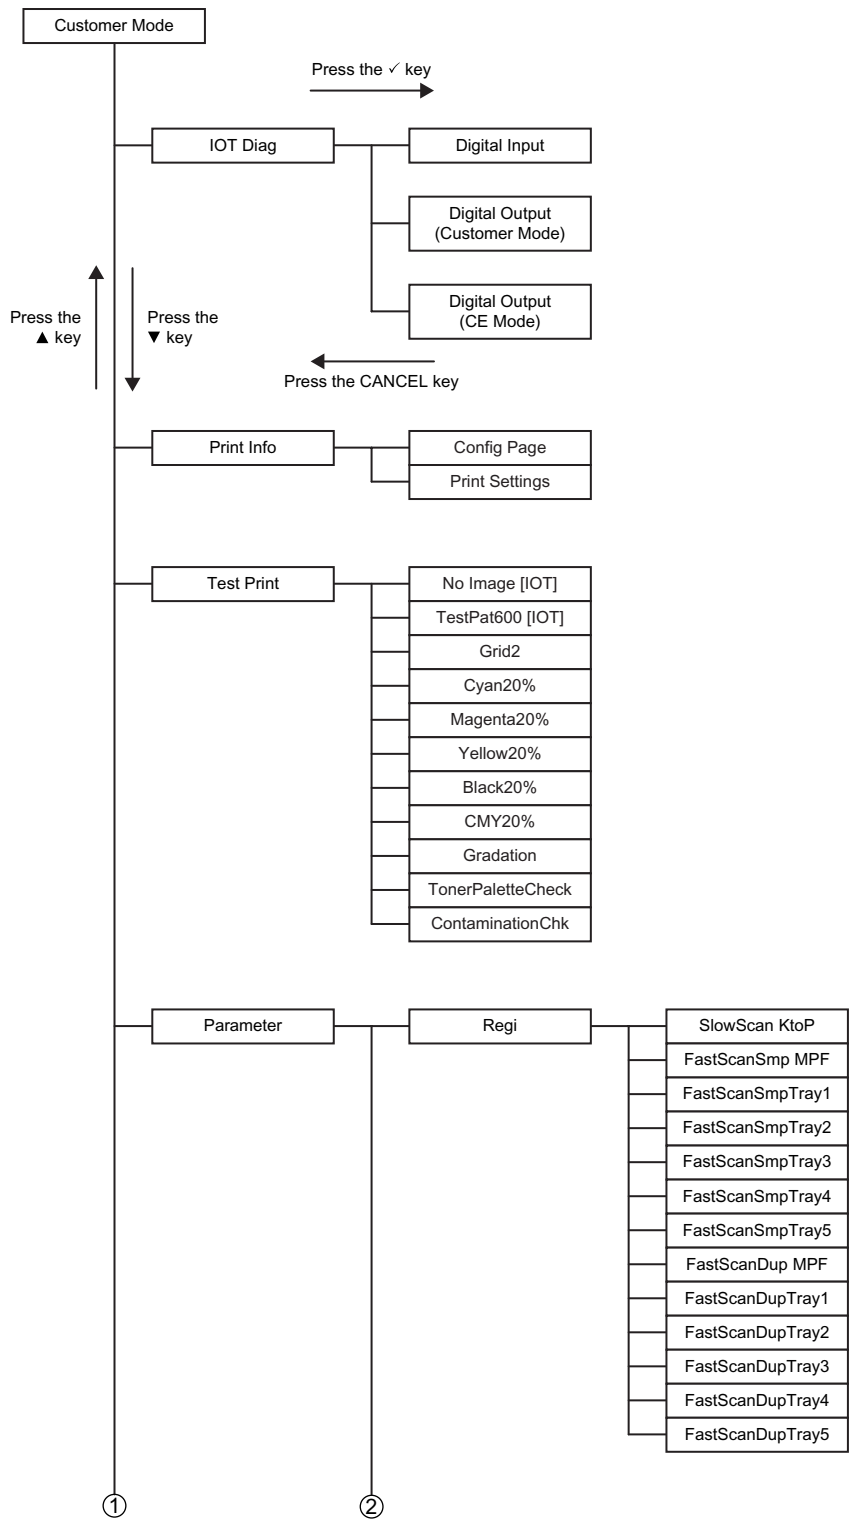 Customer Mode
Press the ✓ key
IOT Diag
Digital Input
Digital Output
(Customer Mode)
Digital Output
(CE Mode)
Press the
▲ key
Press the
▼ key
Press the CANCEL key
Print Info
Config Page
Print Settings
Test Print
No Image [IOT]
TestPat600 [IOT]
Grid2
Cyan20%
Magenta20%
Yellow20%
Black20%
CMY20%
Gradation
TonerPaletteCheck
ContaminationChk
Parameter
Regi
SlowScan KtoP
FastScanSmp MPF
FastScanSmpTray1
FastScanSmpTray2
FastScanSmpTray3
FastScanSmpTray4
FastScanSmpTray5
FastScanDup MPF
FastScanDupTray1
FastScanDupTray2
FastScanDupTray3
FastScanDupTray4
FastScanDupTray5
① ②